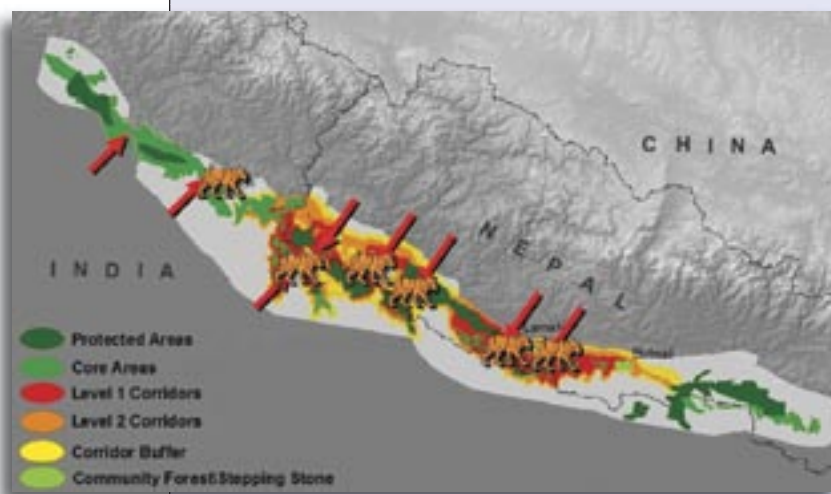 CHINA
NEPAL
INDIA
Protected Areas
Core Areas
Level 1 Corridors
Level 2 Corridors
Corridor Buffer
Community Forest&Stepping Stone